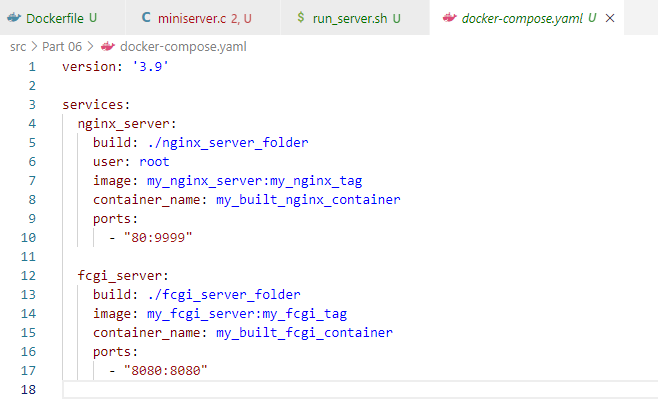 Dockerfile U
miniserver.c 2, U
run_server.sh U
docker-compose.yaml U
src > Part 06 > docker-compose.yaml
1 version: '3.9'
2
3 services:
4 nginx_server:
5 build: ./nginx_server_folder
6 user: root
7 image: my_nginx_server:my_nginx_tag
8 container_name: my_built_nginx_container
9 ports:
10 - "80:9999"
11
12 fcgi_server:
13 build: ./fcgi_server_folder
14 image: my_fcgi_server:my_fcgi_tag
15 container_name: my_built_fcgi_container
16 ports:
17 - "8080:8080"
18